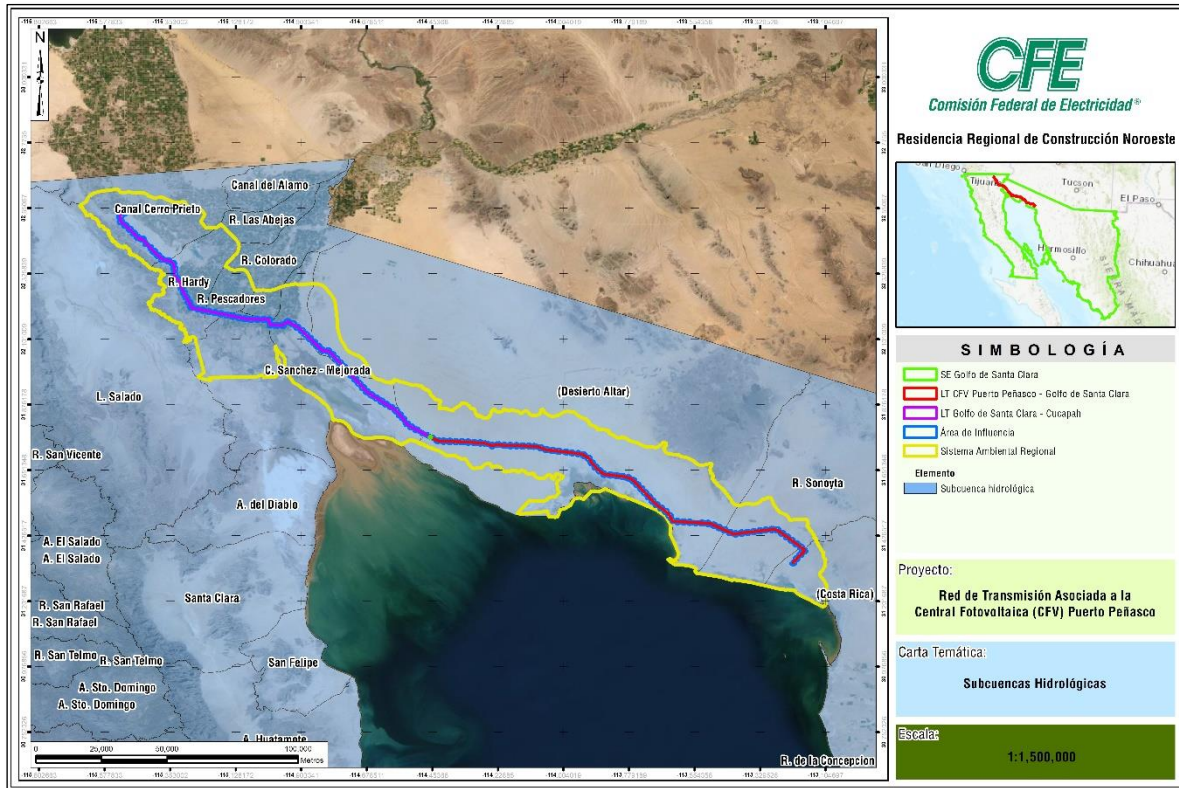 N
Canal del Alamo
Canal Cerro Prieto
R. Las Abejas
R. Colorado
R. Hardy
R. Pescadores
C. Sanchez - Mejorada
(Desierto Altar)
L. Salado
R. San Vicente
A. del Diablo
R. Sonoyta
A. El Salado
A. El Salado
Santa Clara
(Costa Rica)
R. San Rafael
R. San Rafael
R. San Telmo
R. San Telmo
San Felipe
A. Sto. Domingo
A. Sto. Domingo
A. Huatamote
R. de la Concepcion
0 25,000 50,000 100,000
Metros
CFE
Comisión Federal de Electricidad®
Residencia Regional de Construcción Noroeste
San Diego
Tijuana
Tucson
El Paso
Hermosillo
Chihuahua
SIERRA MAD
SIMBOLOGÍA
SE Golfo de Santa Clara
LT CFV Puerto Peñasco - Golfo de Santa Clara
LT Golfo de Santa Clara - Cucapah
Área de Influencia
Sistema Ambiental Regional
Elemento
Subcuenca hidrológica
Proyecto:
Red de Transmisión Asociada a la
Central Fotovoltaica (CFV) Puerto Peñasco
Carta Temática:
Subcuencas Hidrológicas
Escala:
1:1,500,000